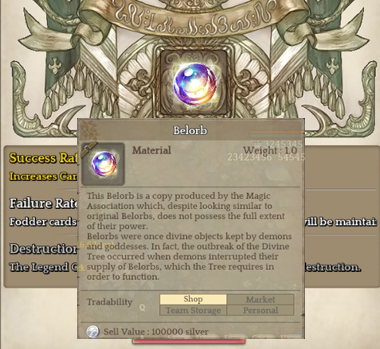 Belorb
Material Weight : 1.0
Success Rat
Increases Car
This Belorb is a copy produced by the Magic
Association which, despite looking similar to
original Belorbs, does not possess the full extent
of their power.
Belorbs were once divine objects kept by demons
and goddesses. In fact, the outbreak of the Divine
Tree occurred when demons interrupted their
supply of Belorbs, which the Tree requires in
order to function.
Failure Rate
Fodder cards will be maintai
Destruction
The Legend C destruction.
Tradability Shop Market
Team Storage Personal
Sell Value : 100000 silver